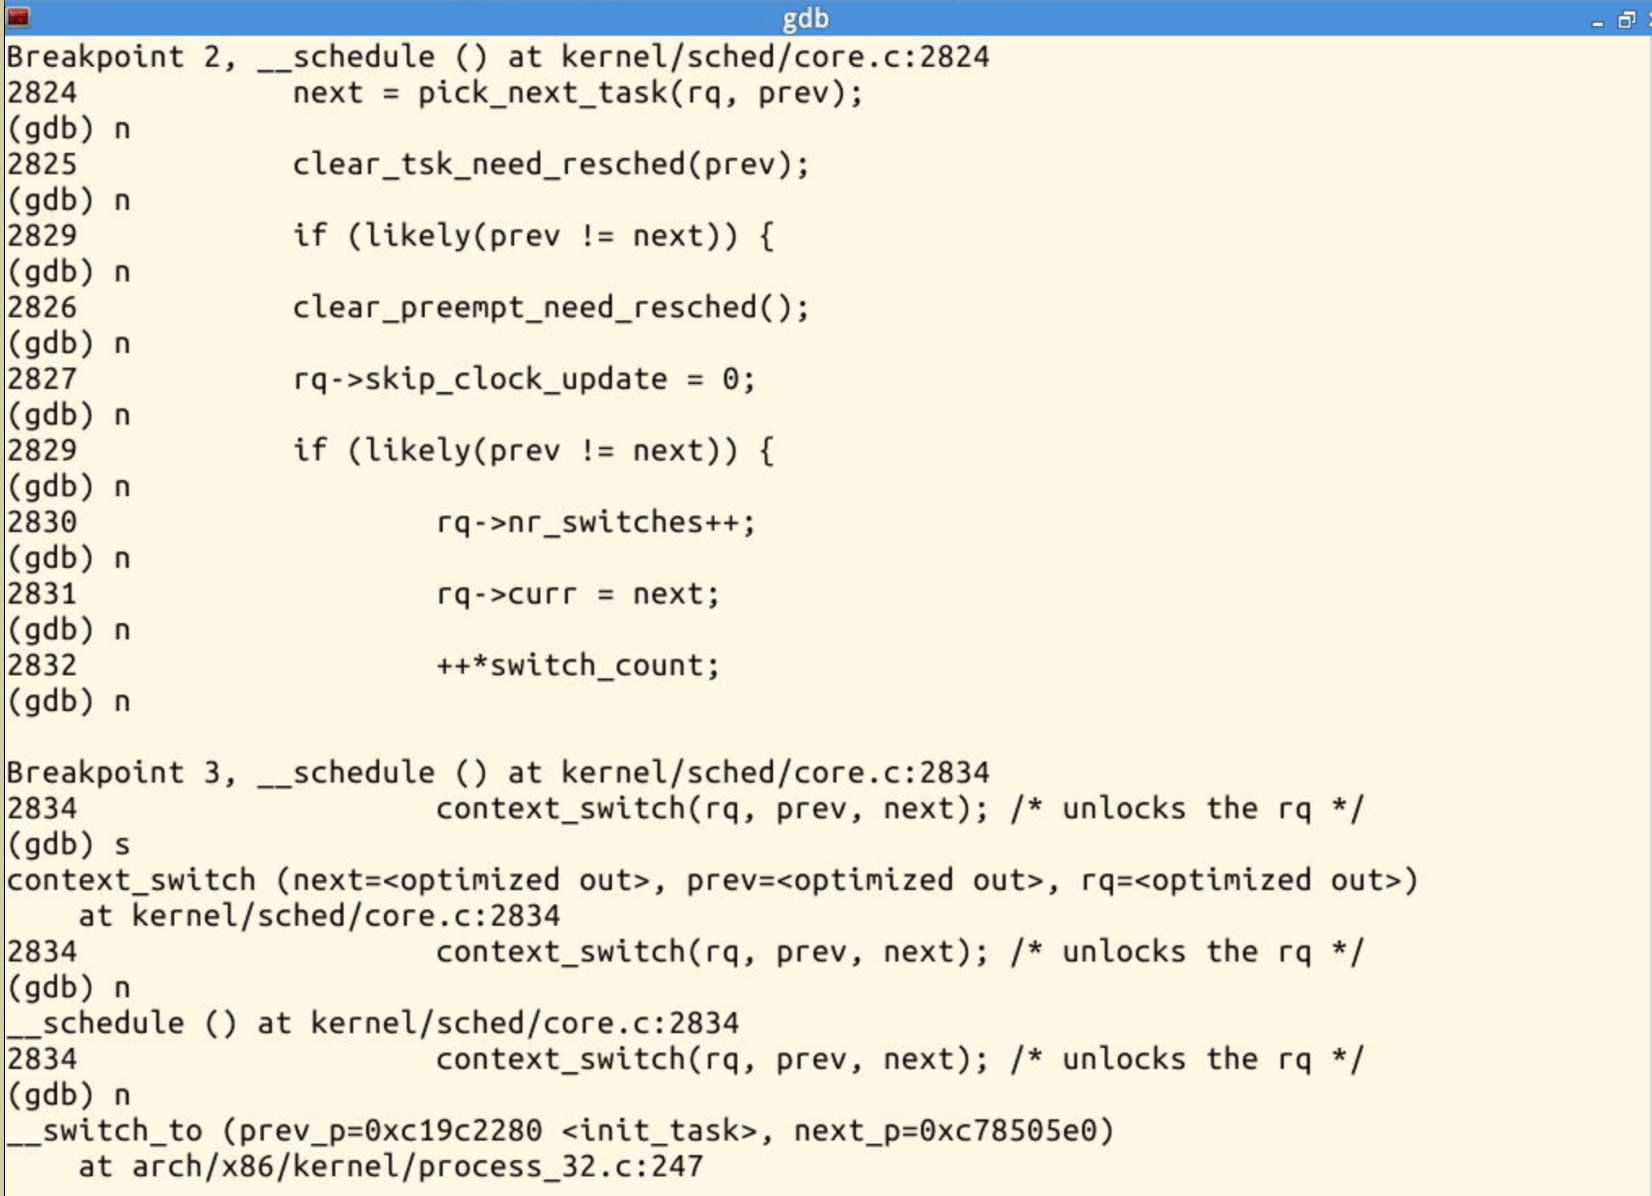 gdb
Breakpoint 2, __schedule () at kernel/sched/core.c:2824
2824            next = pick_next_task(rq, prev);
(gdb) n
2825            clear_tsk_need_resched(prev);
(gdb) n
2829            if (likely(prev != next)) {
(gdb) n
2826            clear_preempt_need_resched();
(gdb) n
2827            rq->skip_clock_update = 0;
(gdb) n
2829            if (likely(prev != next)) {
(gdb) n
2830                    rq->nr_switches++;
(gdb) n
2831                    rq->curr = next;
(gdb) n
2832                    ++*switch_count;
(gdb) n

Breakpoint 3, __schedule () at kernel/sched/core.c:2834
2834                    context_switch(rq, prev, next); /* unlocks the rq */
(gdb) s
context_switch (next=<optimized out>, prev=<optimized out>, rq=<optimized out>)
    at kernel/sched/core.c:2834
2834                    context_switch(rq, prev, next); /* unlocks the rq */
(gdb) n
__schedule () at kernel/sched/core.c:2834
2834                    context_switch(rq, prev, next); /* unlocks the rq */
(gdb) n
__switch_to (prev_p=0xc19c2280 <init_task>, next_p=0xc78505e0)
    at arch/x86/kernel/process_32.c:247